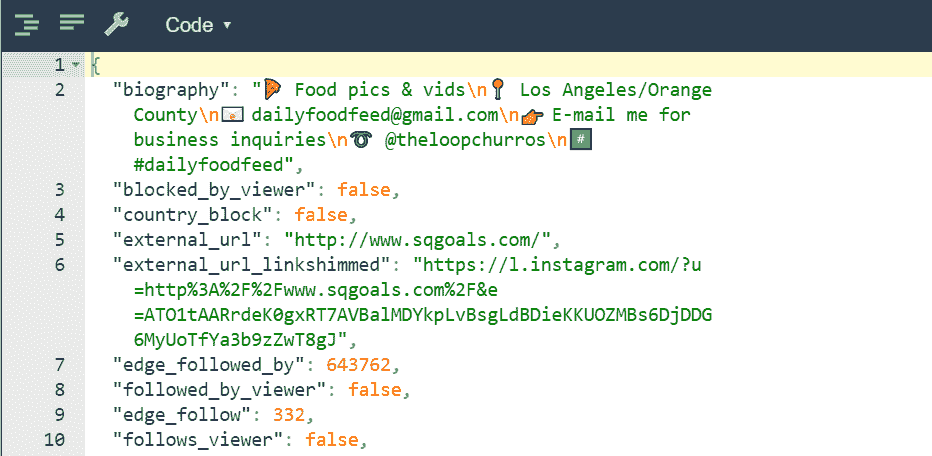 Code
1 {
2 "biography": "🍕 Food pics & vids\n📍 Los Angeles/Orange
County\n📧 dailyfoodfeed@gmail.com\n👉 E-mail me for
business inquiries\n➰ @theloopchurros\n#️⃣
#dailyfoodfeed",
3 "blocked_by_viewer": false,
4 "country_block": false,
5 "external_url": "http://www.sqgoals.com/",
6 "external_url_linkshimmed": "https://l.instagram.com/?u
=http%3A%2F%2Fwww.sqgoals.com%2F&e
=ATO1tAARrdeK0gxRT7AVBalMDYkpLvBsgLdBDieKKUOZMBs6DjDDG
6MyUoTfYa3b9zZwT8gJ",
7 "edge_followed_by": 643762,
8 "followed_by_viewer": false,
9 "edge_follow": 332,
10 "follows_viewer": false,